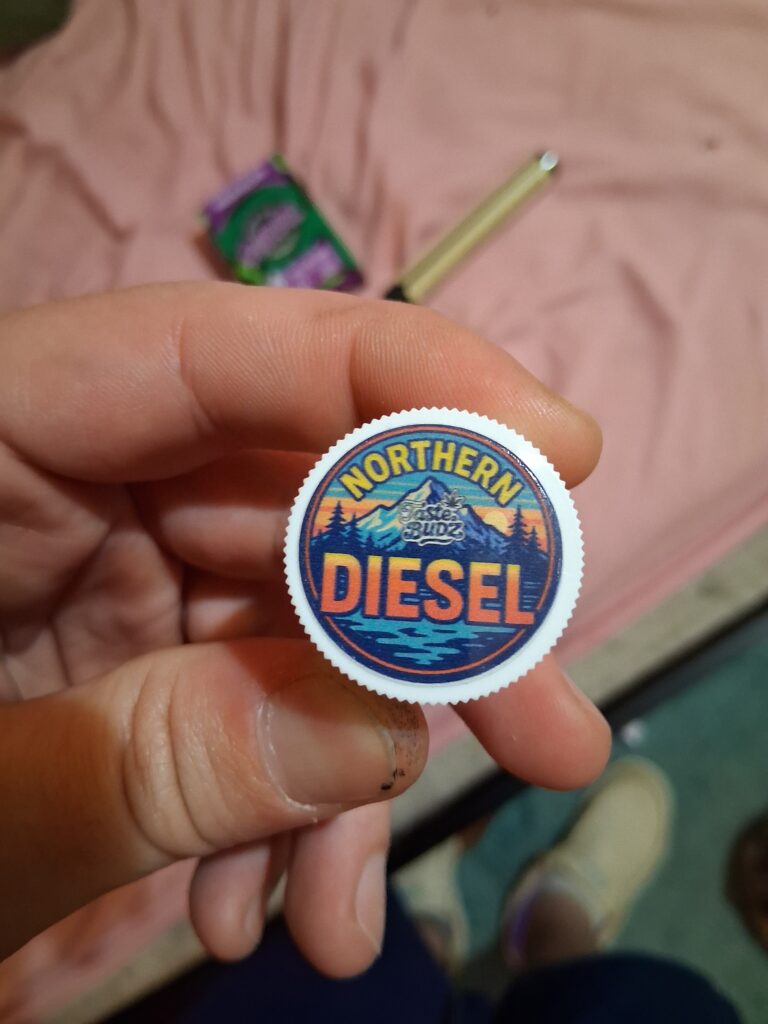 NORTHERN
Taste
BUDZ
DIESEL